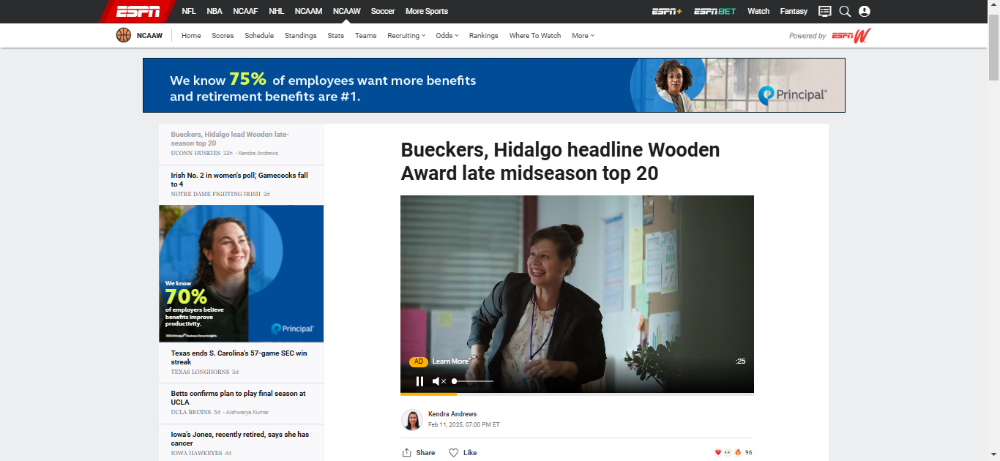 ESPN
NFL
NBA
NCAAF
NHL
NCAAM
NCAAW
Soccer
More Sports
ESPN+
ESPN BET
Watch
Fantasy
NCAAW
Home
Scores
Schedule
Standings
Stats
Teams
Recruiting
Odds
Rankings
Where To Watch
More
Powered by
ESPN W
We know 75% of employees want more benefits
and retirement benefits are #1.
Principal®
Bueckers, Hidalgo lead Wooden late-
season top 20
UCONN HUSKIES 23h - Kendra Andrews
Irish No. 2 in women's poll; Gamecocks fall
to 4
NOTRE DAME FIGHTING IRISH 2d
We know
70%
of employers believe
benefits improve
productivity.
Principal®
Texas ends S. Carolina's 57-game SEC win
streak
TEXAS LONGHORNS 3d
Betts confirms plan to play final season at
UCLA
UCLA BRUINS 5d - Aishwarya Kumar
Iowa's Jones, recently retired, says she has
cancer
IOWA HAWKEYES 4d
Bueckers, Hidalgo headline Wooden
Award late midseason top 20
AD
Learn More
:25
Kendra Andrews
Feb 11, 2025, 07:00 PM ET
Share
Like
96